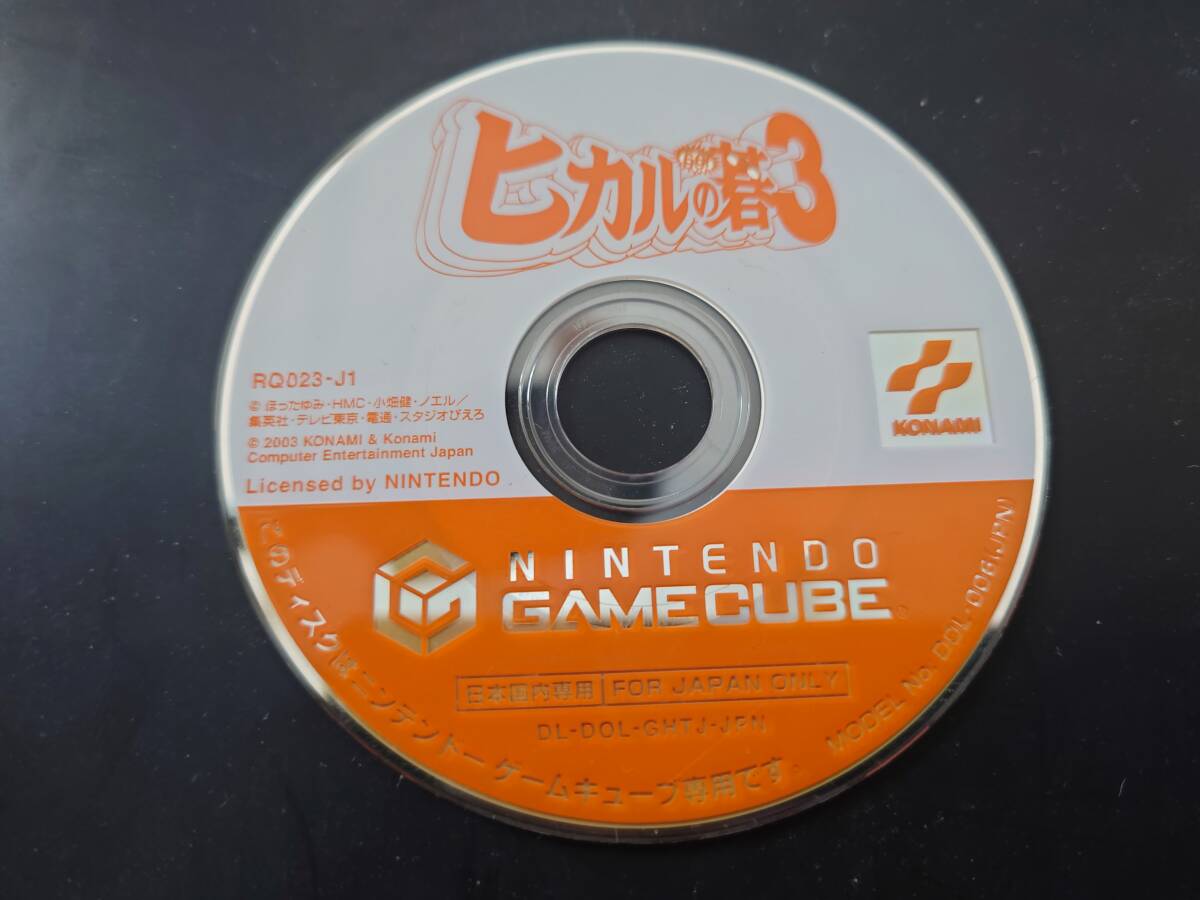 ヒカルの碁3
RQ023-J1
© ほったゆみ・HMC・小畑健・ノエル/
集英社・テレビ東京・電通・スタジオぴえろ
© 2003 KONAMI & Konami
Computer Entertainment Japan
Licensed by NINTENDO
KONAMI
NINTENDO
GAMECUBE
日本国内専用 FOR JAPAN ONLY
DL-DOL-GHTJ-JPN
このディスクはニンテンドーゲームキューブ専用です。
MODEL No. DOL-006(JPN)